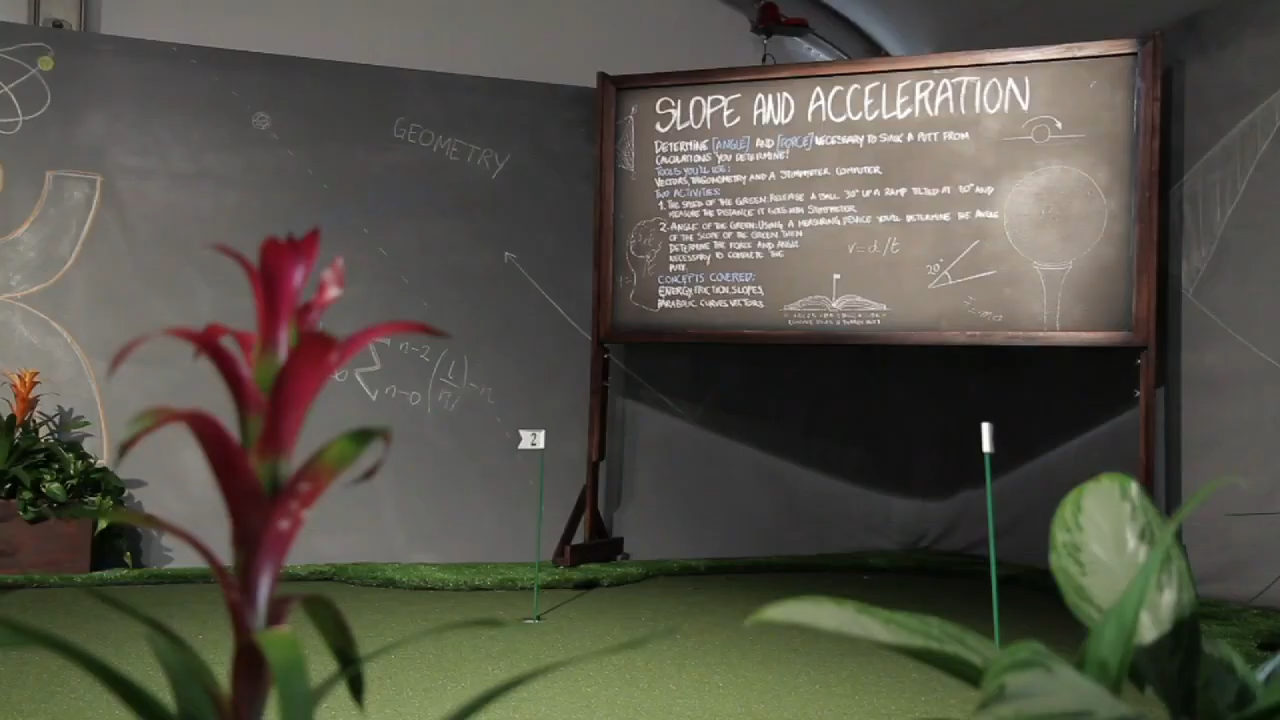 GEOMETRY
n-2
n-0
2
SLOPE AND ACCELERATION
DETERMINE [ANGLE] AND [FORCE] NECESSARY TO SINK A PUTT FROM
CALCULATIONS YOU DETERMINE!
TOOLS YOU'LL USE:
VECTORS, TRIGONOMETRY AND A STIMPMETER COMPUTER
TWO ACTIVITIES:
1. THE SPEED OF THE GREEN: RELEASE A BALL 30" UP A RAMP TILTED AT 20° AND
MEASURE THE DISTANCE IT GOES WITH STIMPMETER
2. ANGLE OF THE GREEN: USING A MEASURING DEVICE YOU'LL DETERMINE THE ANGLE
OF THE SLOPE OF THE GREEN THEN
DETERMINE THE FORCE AND ANGLE
NECESSARY TO COMPLETE THE
PUTT.
CONCEPTS COVERED:
ENERGY, FRICTION, SLOPES,
PARABOLIC CURVES, VECTORS
v=d/t
20°